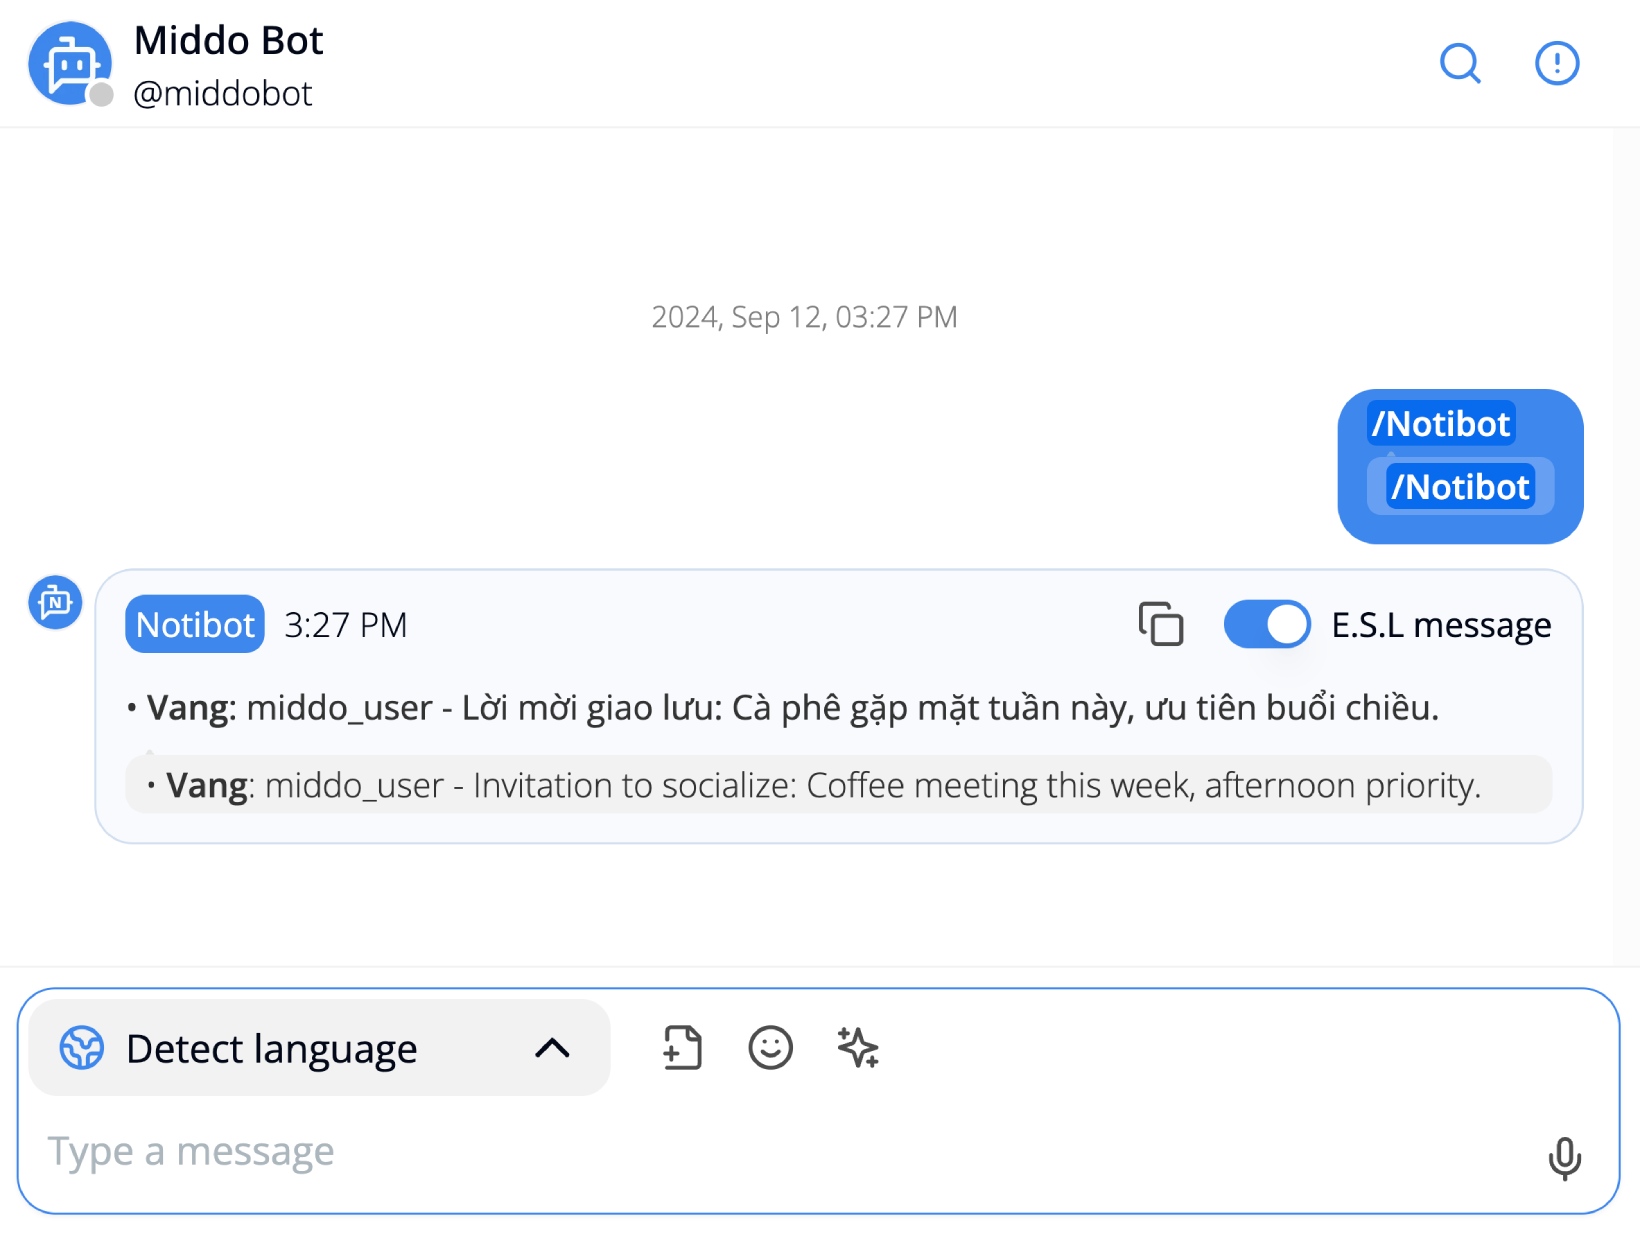 Middo Bot
@middobot
2024, Sep 12, 03:27 PM
/Notibot
/Notibot
N
Notibot 3:27 PM E.S.L message
• Vang: middo_user - Lời mời giao lưu: Cà phê gặp mặt tuần này, ưu tiên buổi chiều.
• Vang: middo_user - Invitation to socialize: Coffee meeting this week, afternoon priority.
Detect language
Type a message